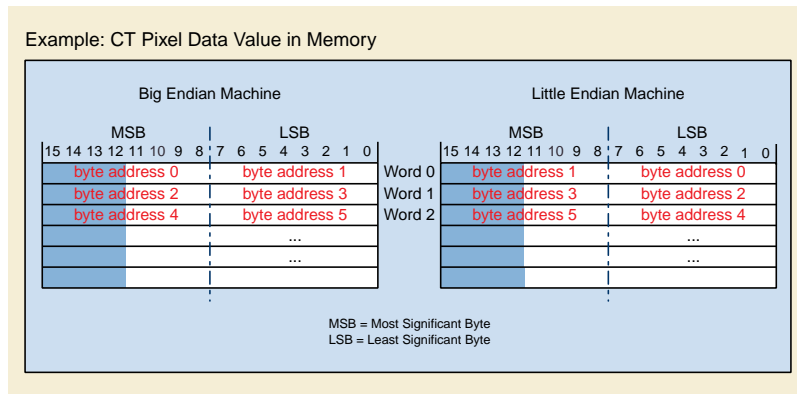 Example: CT Pixel Data Value in Memory
Big Endian Machine Little Endian Machine
MSB LSB MSB LSB
15 14 13 12 11 10 9 8 7 6 5 4 3 2 1 0 15 14 13 12 11 10 9 8 7 6 5 4 3 2 1 0
byte address 0 byte address 1 Word 0 byte address 1 byte address 0
byte address 2 byte address 3 Word 1 byte address 3 byte address 2
byte address 4 byte address 5 Word 2 byte address 5 byte address 4
... ...
... ...
MSB = Most Significant Byte
LSB = Least Significant Byte